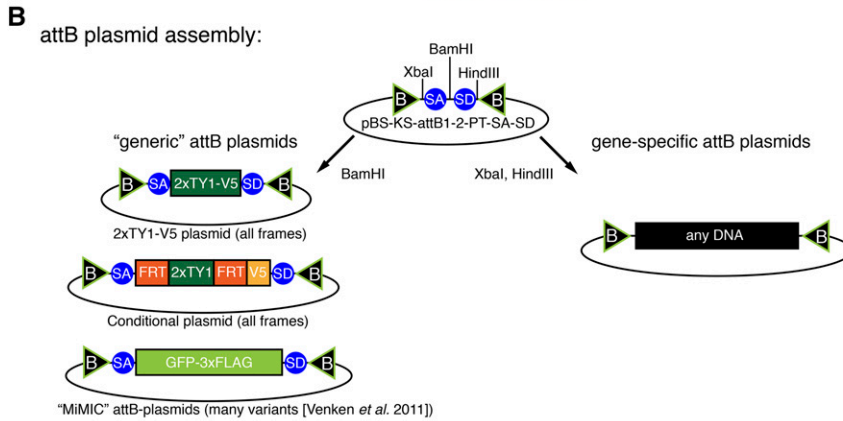 B
attB plasmid assembly:
BamHI
XbaI
HindIII
B SA SD B
pBS-KS-attB1-2-PT-SA-SD
"generic" attB plasmids
gene-specific attB plasmids
BamHI
XbaI, HindIII
B SA 2xTY1-V5 SD B
2xTY1-V5 plasmid (all frames)
B any DNA B
B SA FRT 2xTY1 FRT V5 SD B
Conditional plasmid (all frames)
B SA GFP-3xFLAG SD B
"MiMIC" attB-plasmids (many variants [Venken et al. 2011])